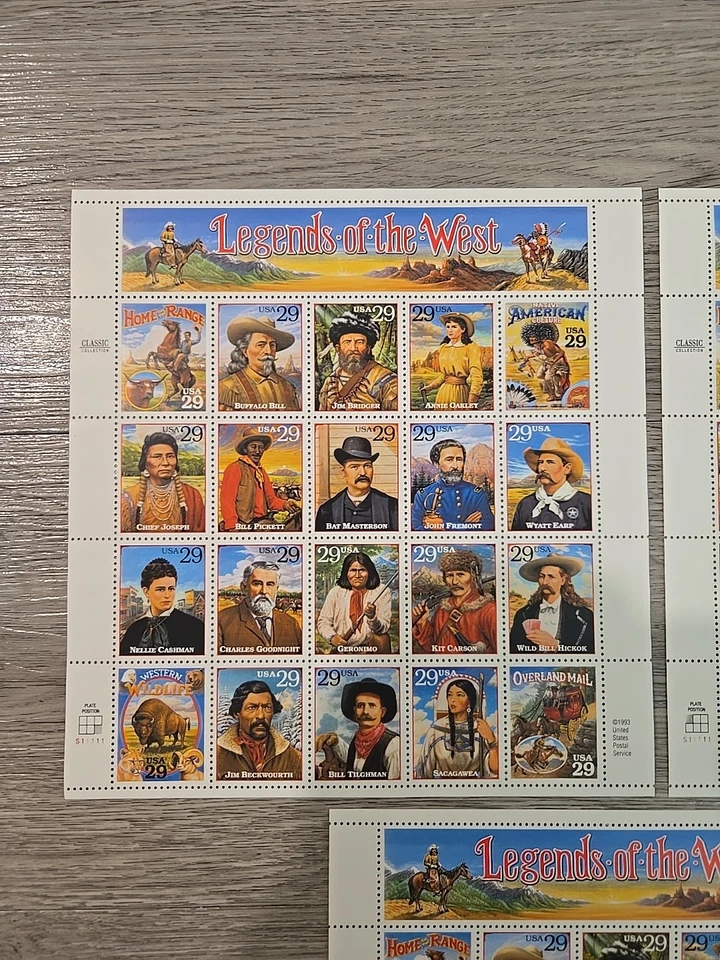 Legends·of·the·West
CLASSIC
COLLECTION
HOME ON THE RANGE
USA
29
USA 29
BUFFALO BILL
USA 29
JIM BRIDGER
29 USA
ANNIE OAKLEY
NATIVE
AMERICAN
CULTURE
USA
29
USA 29
CHIEF JOSEPH
USA 29
BILL PICKETT
USA 29
BAT MASTERSON
29 USA
JOHN FREMONT
29 USA
WYATT EARP
USA 29
NELLIE CASHMAN
USA 29
CHARLES GOODNIGHT
29 USA
GERONIMO
29 USA
KIT CARSON
29 USA
WILD BILL HICKOK
WESTERN
WILDLIFE
USA
29
USA 29
JIM BECKWOURTH
29 USA
BILL TILGHMAN
29 USA
SACAGAWEA
OVERLAND MAIL
USA
29
PLATE
POSITION
©1993
United
States
Postal
Service
CLASSIC
COLLECTION
PLATE
POSITION
Legends·of·the·W
HOME ON THE RANGE
USA 29
USA 29
29 US